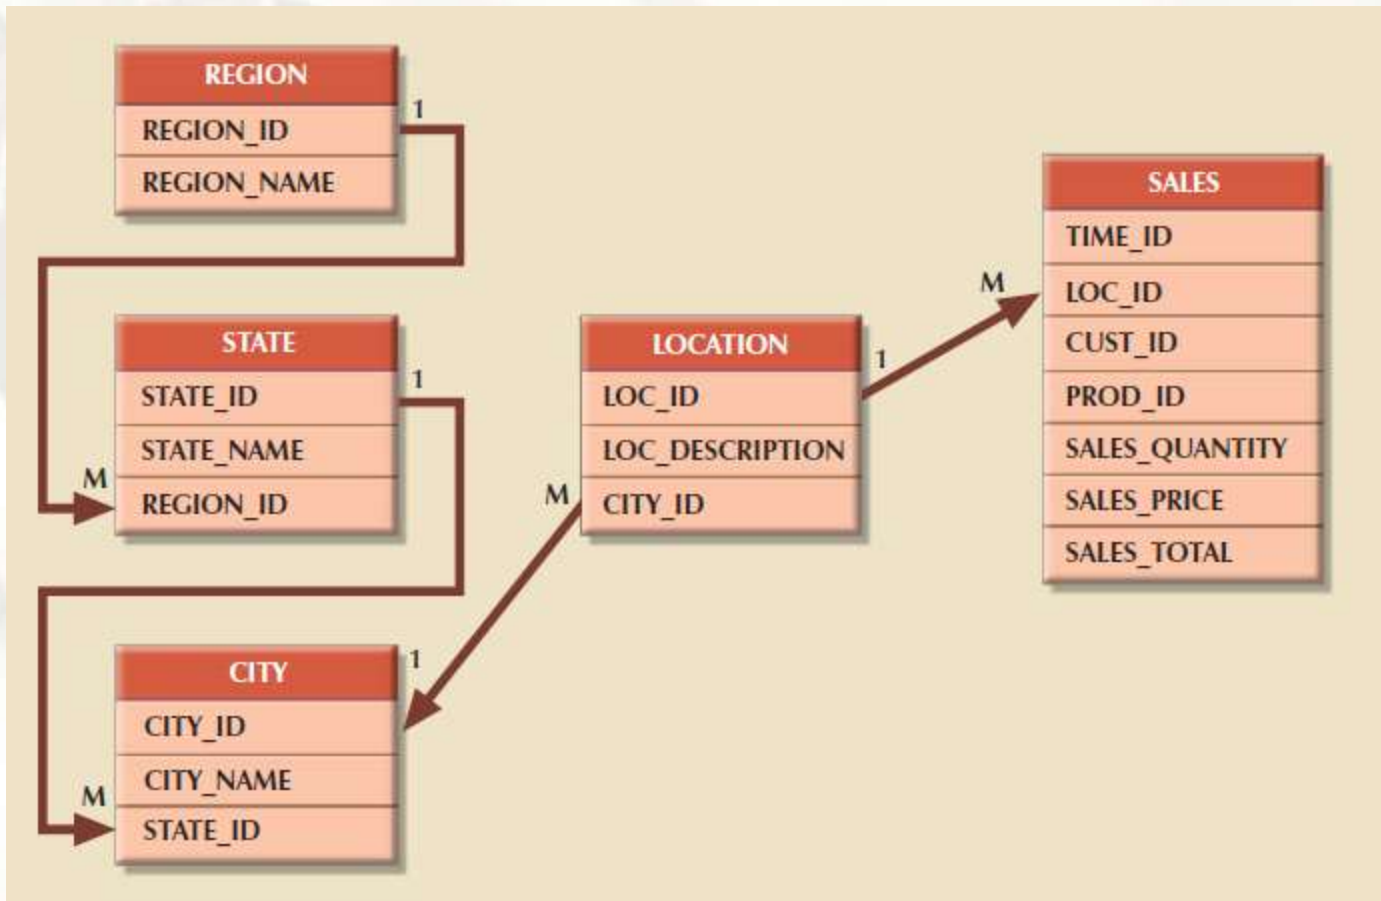 REGION
REGION_ID
REGION_NAME
1
STATE
STATE_ID
STATE_NAME
REGION_ID
1
M
CITY
CITY_ID
CITY_NAME
STATE_ID
1
M
LOCATION
LOC_ID
LOC_DESCRIPTION
CITY_ID
1
M
SALES
TIME_ID
LOC_ID
CUST_ID
PROD_ID
SALES_QUANTITY
SALES_PRICE
SALES_TOTAL
M